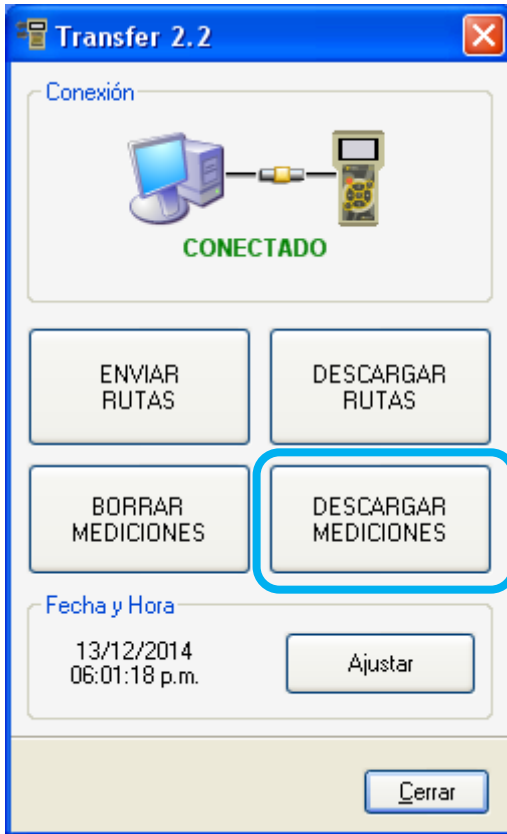 Transfer 2.2
Conexión
CONECTADO
ENVIAR
RUTAS
DESCARGAR
RUTAS
BORRAR
MEDICIONES
DESCARGAR
MEDICIONES
Fecha y Hora
13/12/2014
06:01:18 p.m.
Ajustar
Cerrar